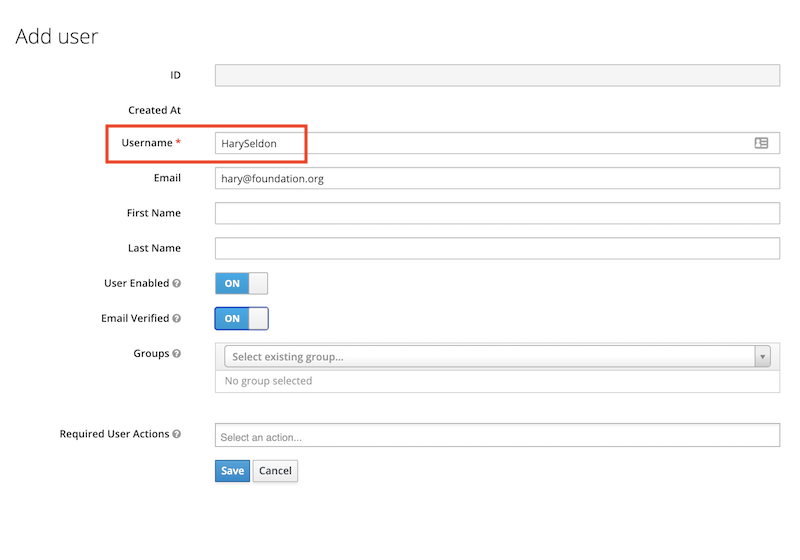 Add user
ID
Created At
Username * HarySeldon
Email hary@foundation.org
First Name
Last Name
User Enabled ON
Email Verified ON
Groups Select existing group...
No group selected
Required User Actions Select an action...
Save Cancel